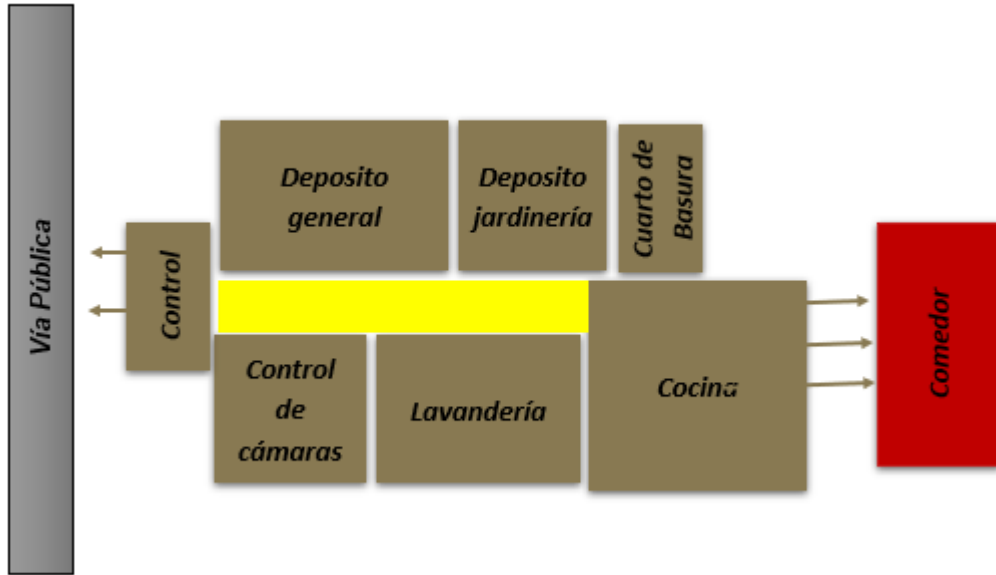 Vía Pública
Control
Deposito
general
Deposito
jardinería
Cuarto de
Basura
Control
de
cámaras
Lavandería
Cocina
Comedor